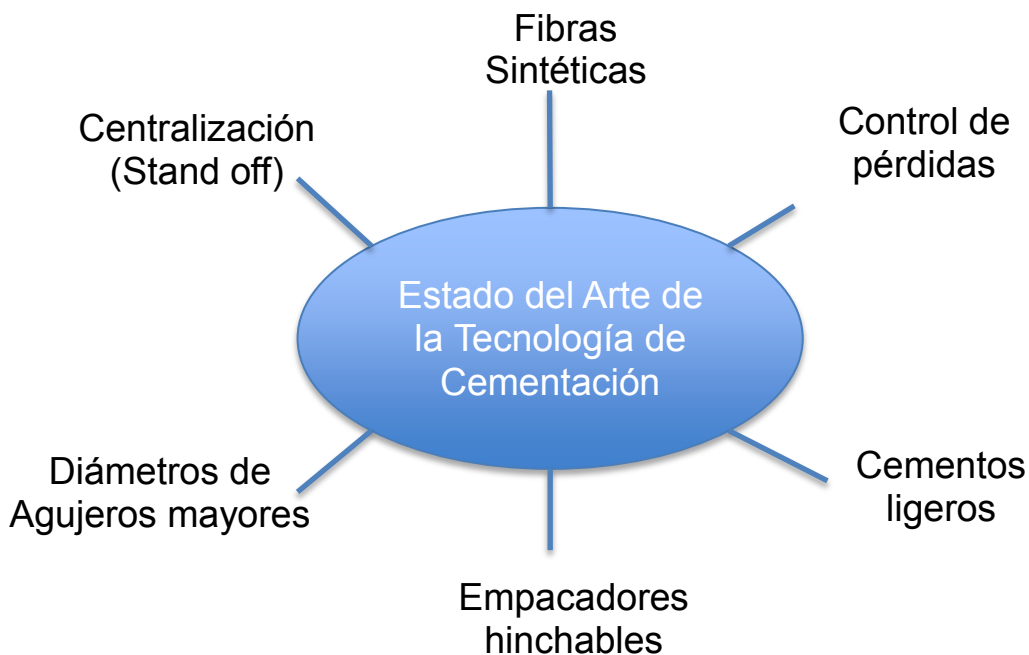 Fibras
Sintéticas
Centralización
(Stand off)
Control de
pérdidas
Estado del Arte de
la Tecnología de
Cementación
Diámetros de
Agujeros mayores
Cementos
ligeros
Empacadores
hinchables